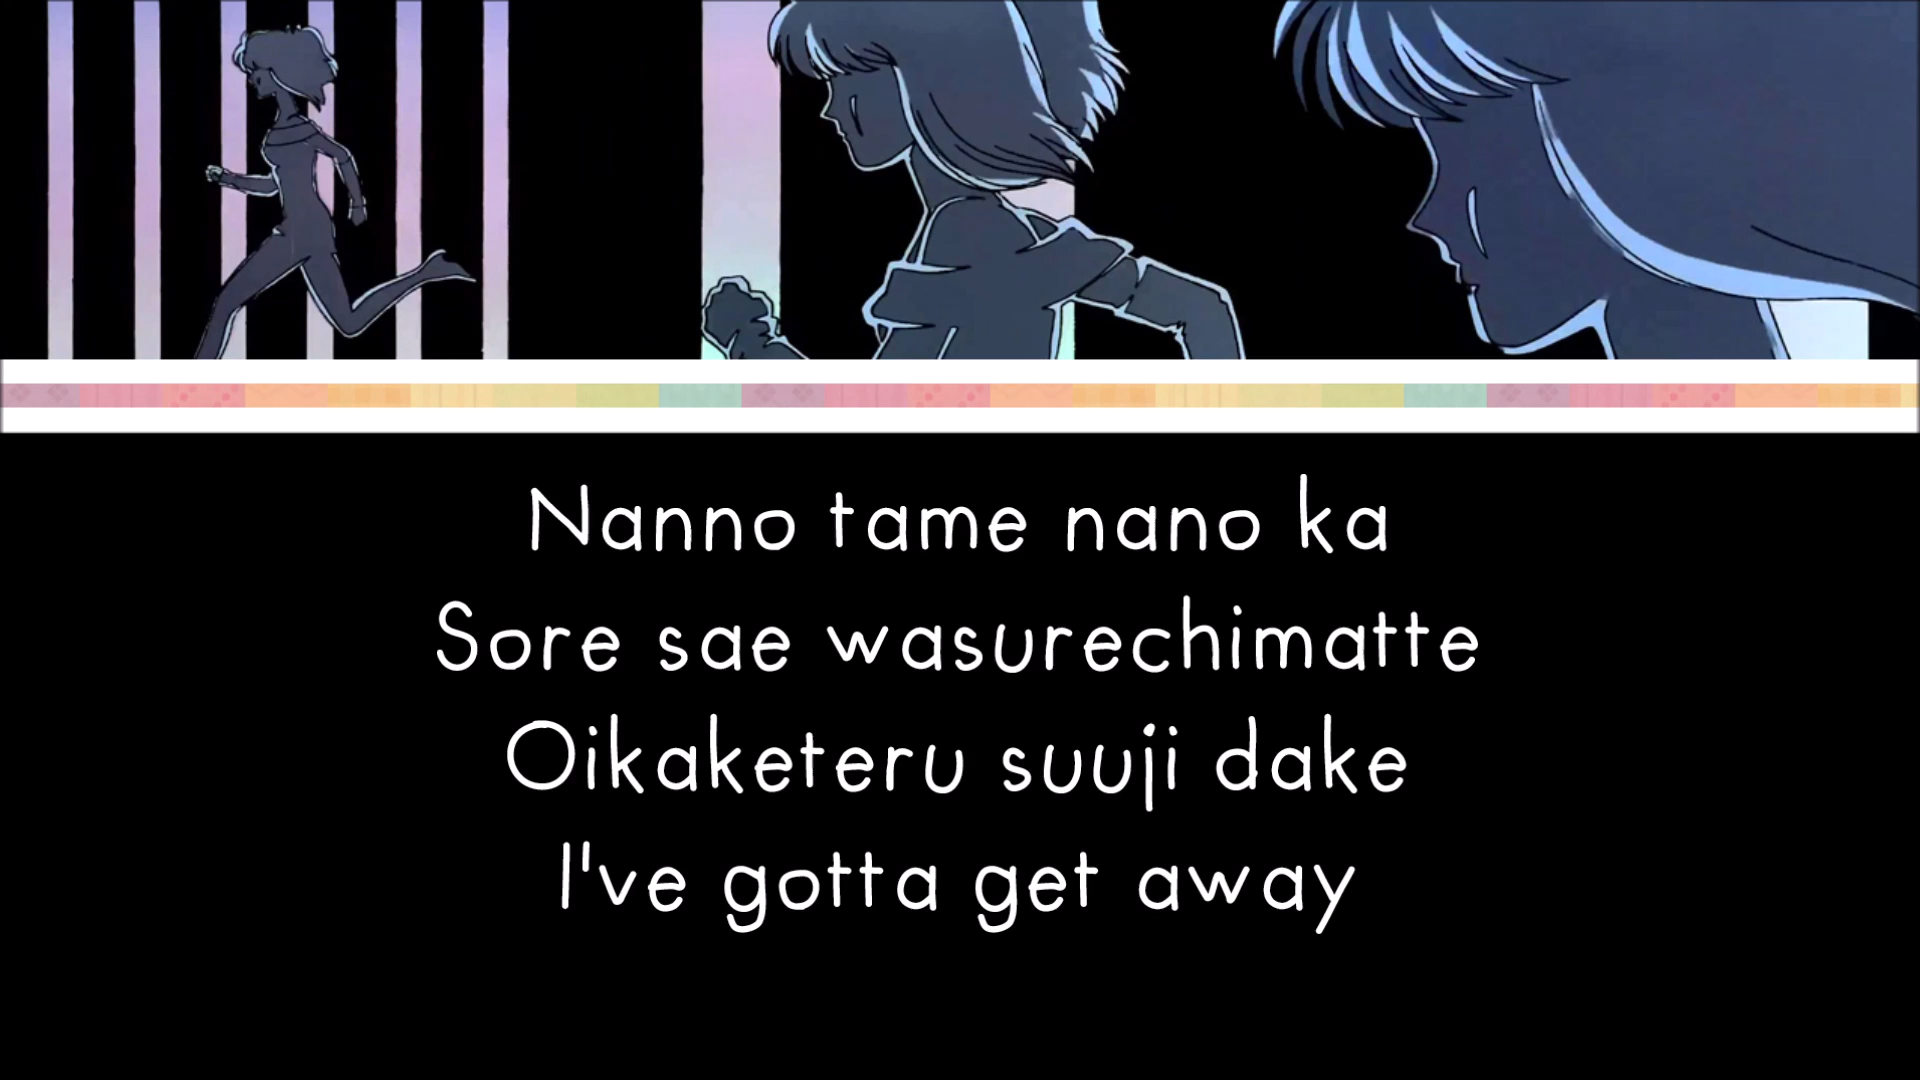 Nanno tame nano ka
Sore sae wasurechimatte
Oikaketeru suuji dake
I've gotta get away